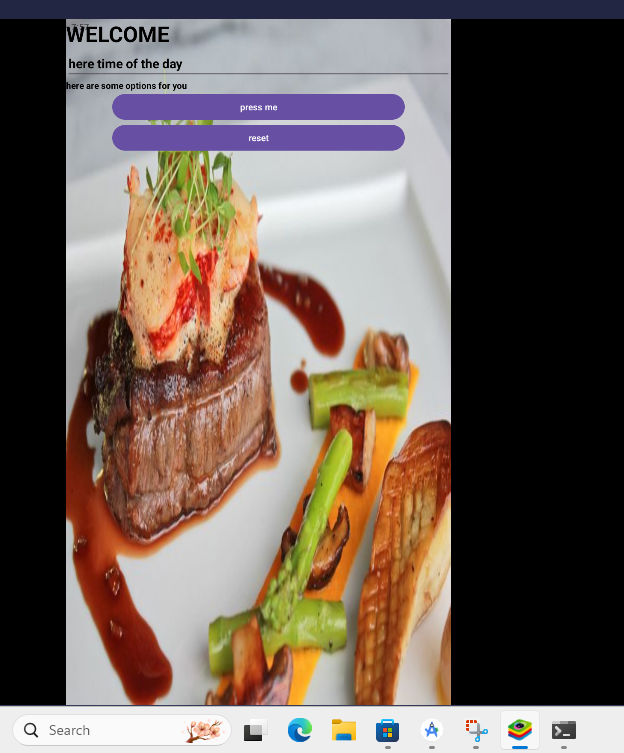 WELCOME
here time of the day
here are some options for you
press me
reset
Search